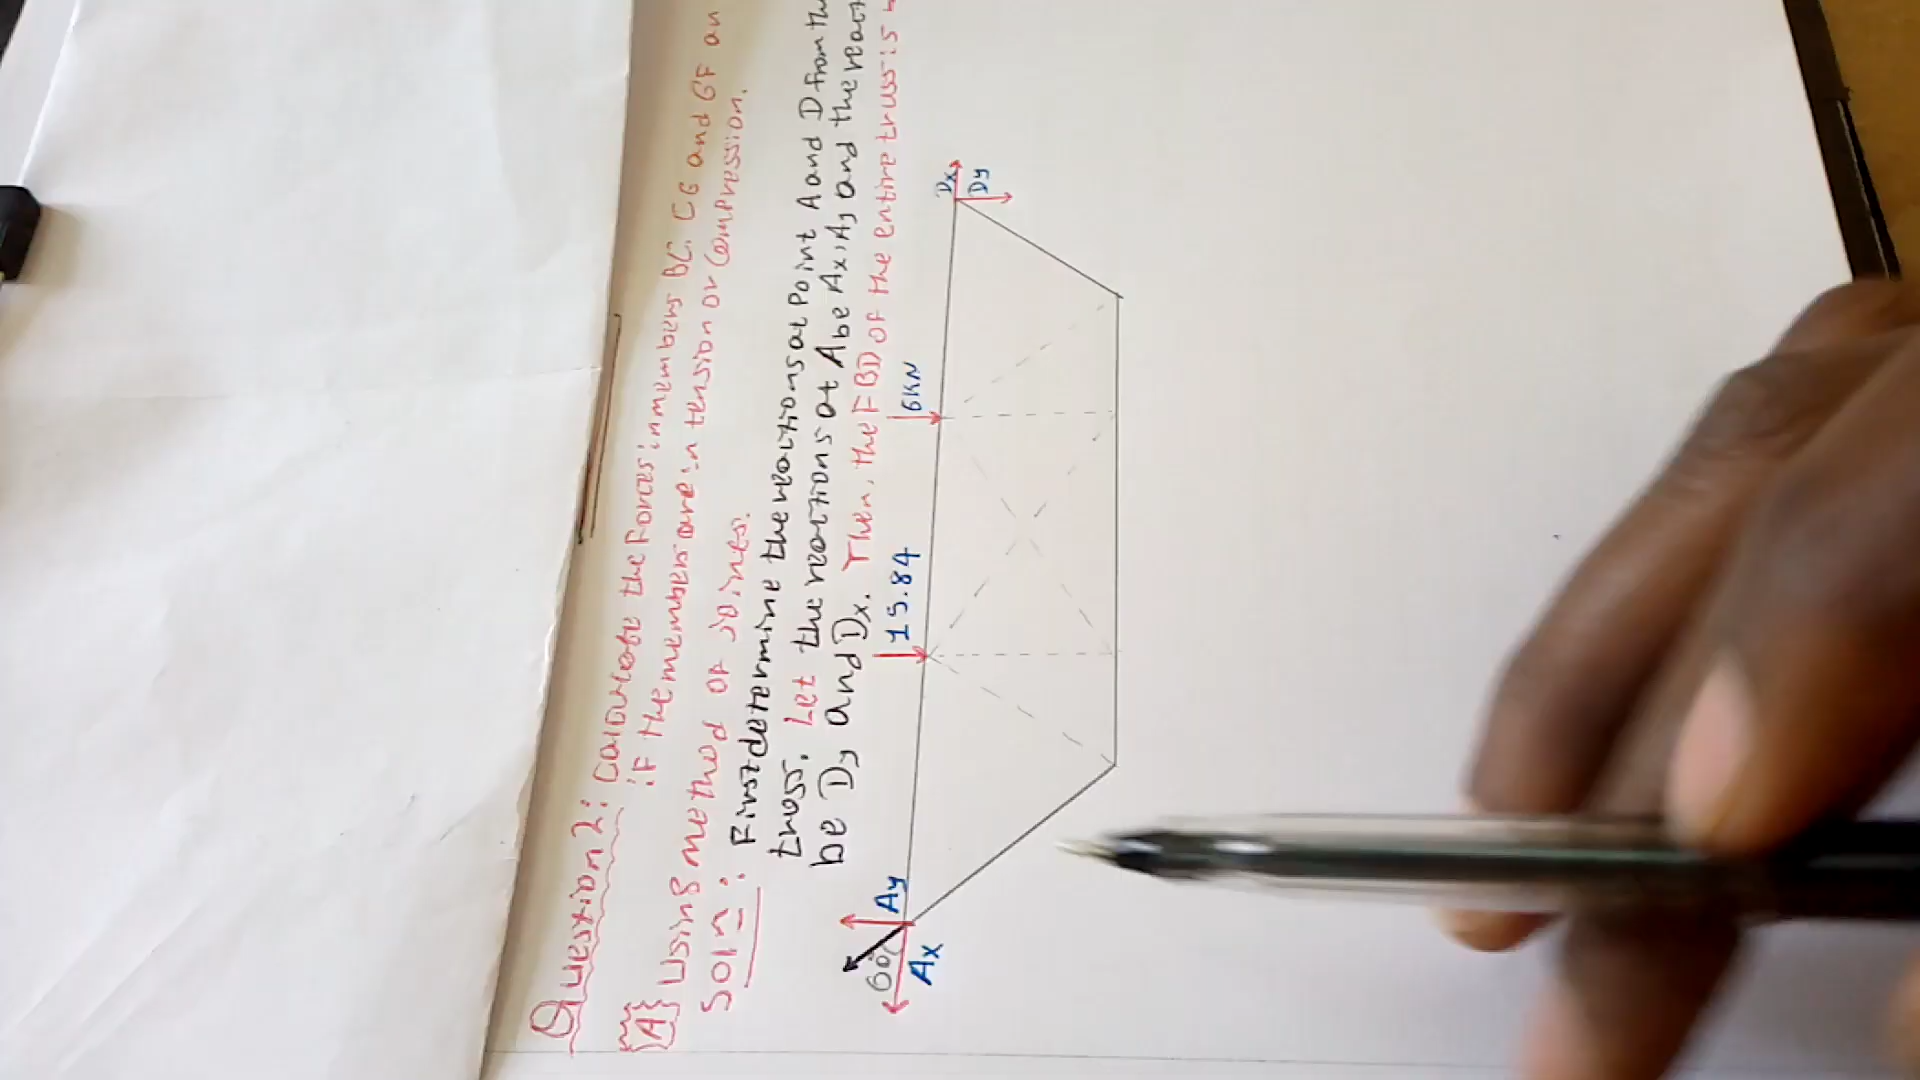 Question 2: Calculate the Forces in members BC, CG and GF an
if the members are in tension or compression.
{A} Using method of joints.
Soln: First determine the reactions at Point A and D from th
truss. Let the reactions at A be Ax, Ay and the react
be Dy and Dx. Then, the FBD of the entire truss is
15.84
6KN
Dx
Dy
60°
Ay
Ax